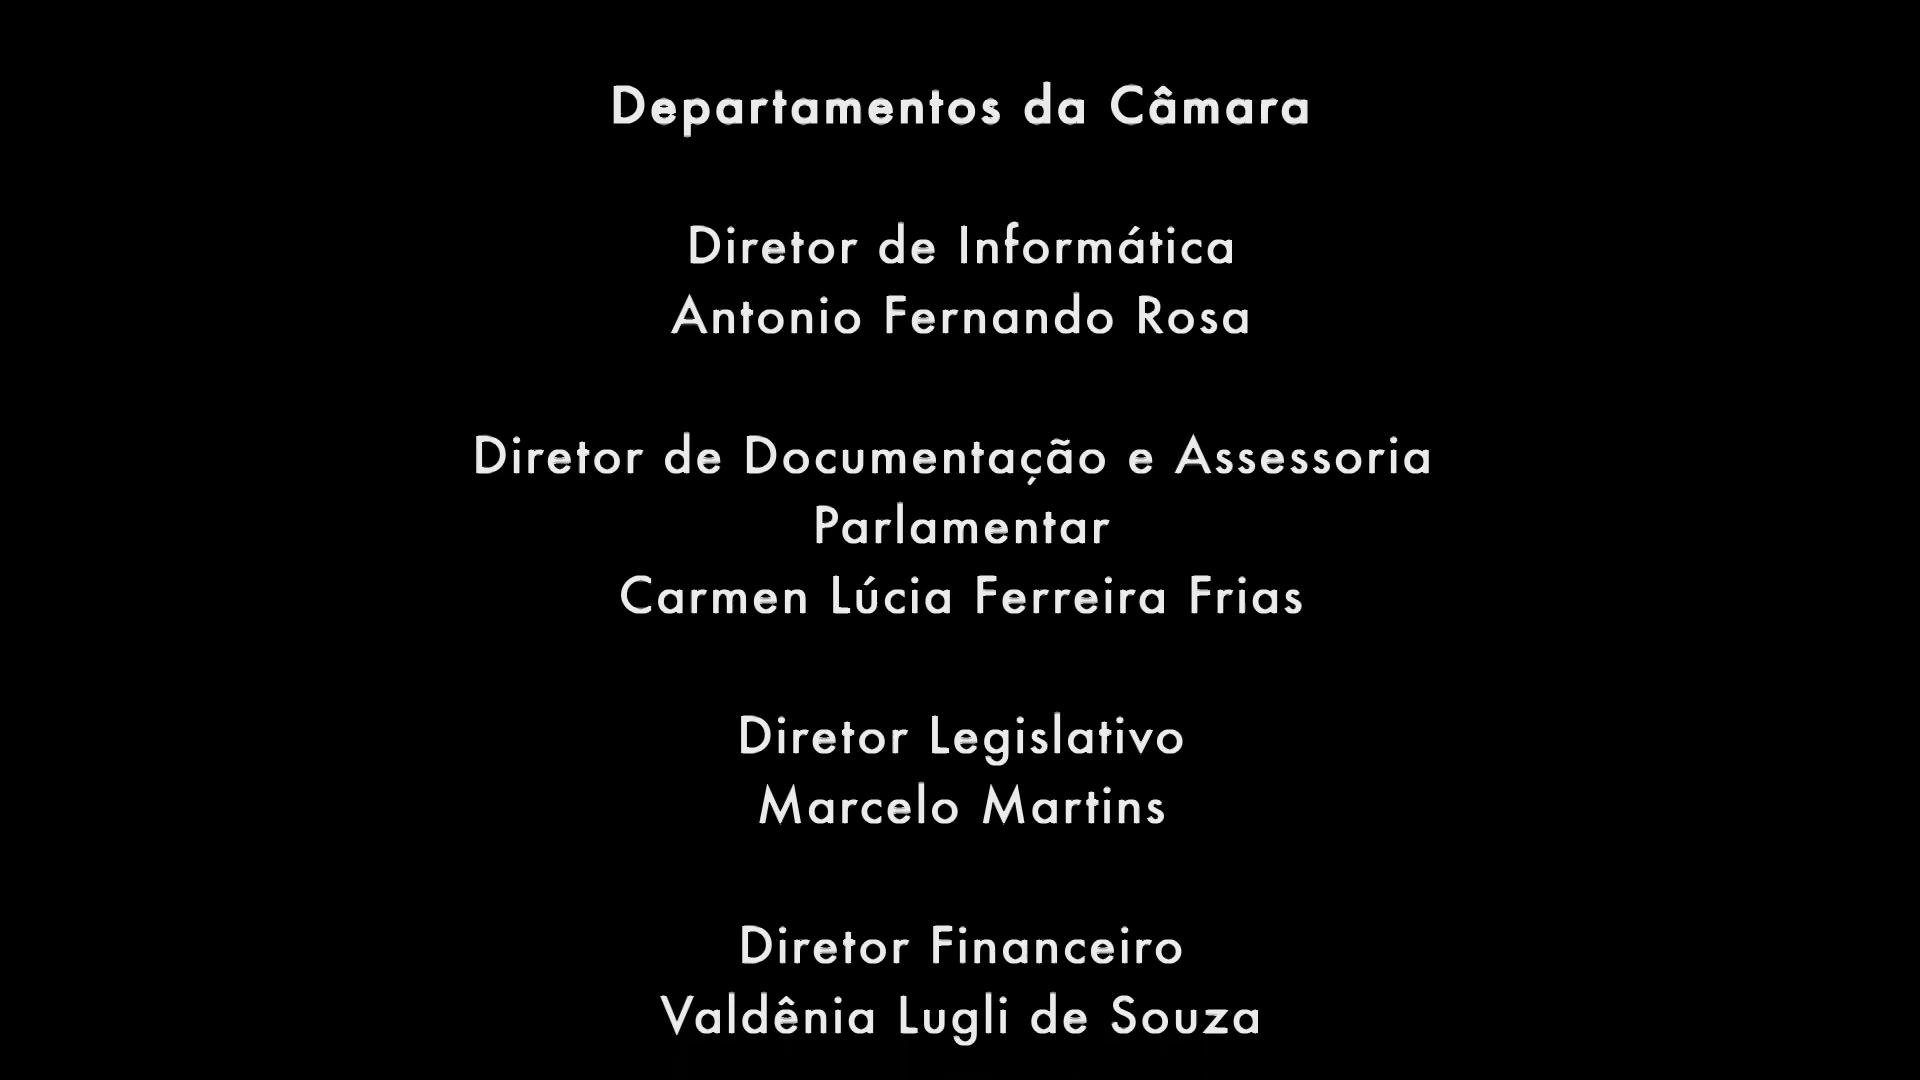 Departamentos da Câmara
Diretor de Informática
Antonio Fernando Rosa
Diretor de Documentação e Assessoria
Parlamentar
Carmen Lúcia Ferreira Frias
Diretor Legislativo
Marcelo Martins
Diretor Financeiro
Valdênia Lugli de Souza